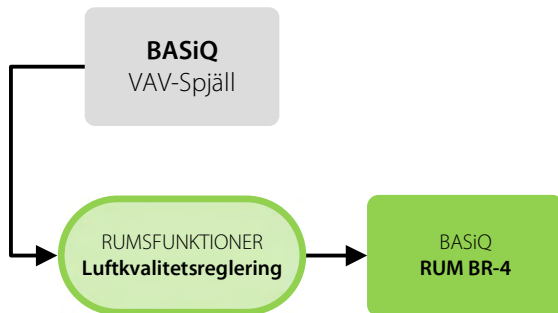 BASiQ
VAV-Spjäll
RUMSFUNKTIONER
Luftkvalitetsreglering
BASiQ
RUM BR-4